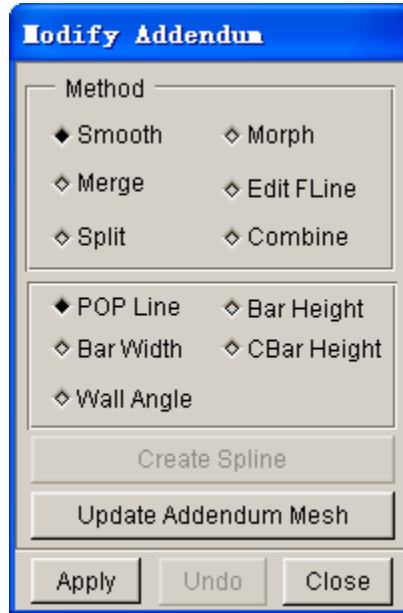 Modify Addendum
Method
Smooth Morph
Merge Edit FLine
Split Combine
POP Line Bar Height
Bar Width CBar Height
Wall Angle
Create Spline
Update Addendum Mesh
Apply Undo Close